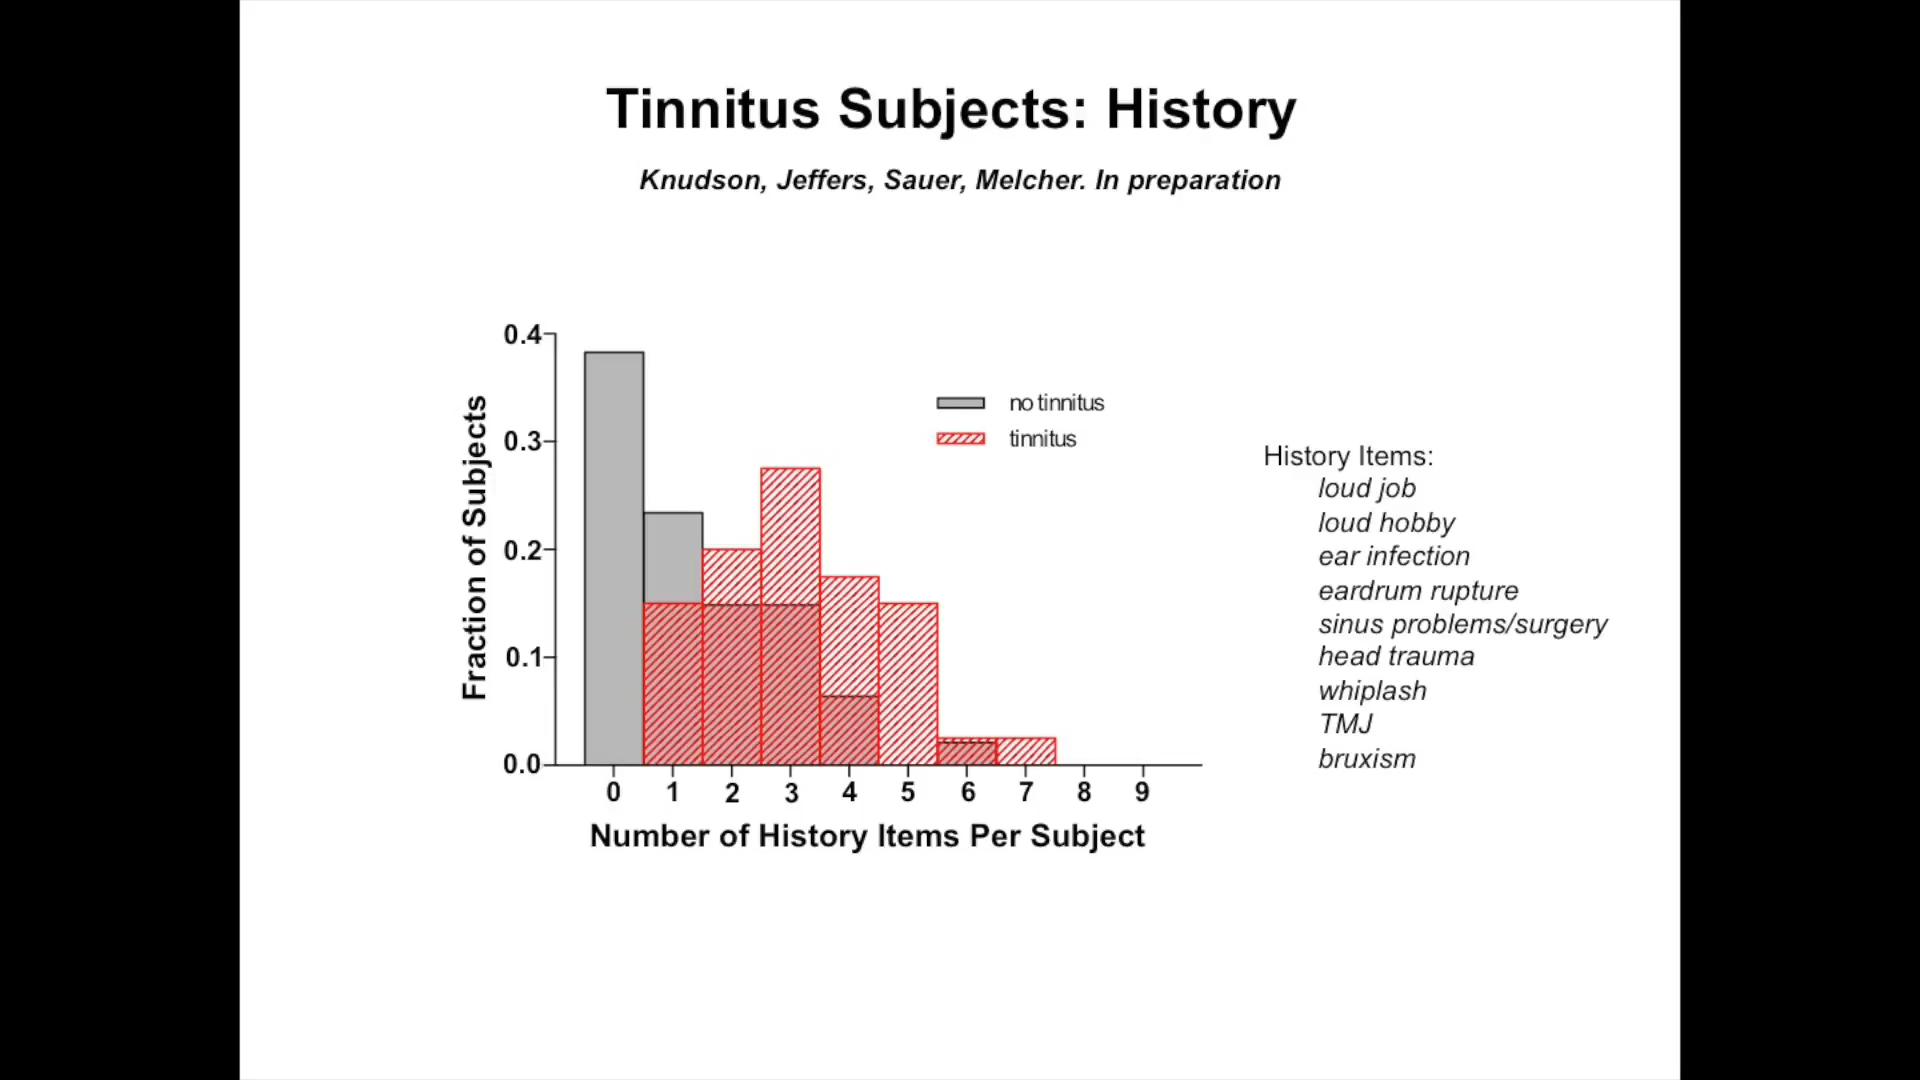 Tinnitus Subjects: History
Knudson, Jeffers, Sauer, Melcher. In preparation
0.4
0.3
0.2
0.1
0.0
Fraction of Subjects
no tinnitus
tinnitus
0 1 2 3 4 5 6 7 8 9
Number of History Items Per Subject
History Items:
loud job
loud hobby
ear infection
eardrum rupture
sinus problems/surgery
head trauma
whiplash
TMJ
bruxism